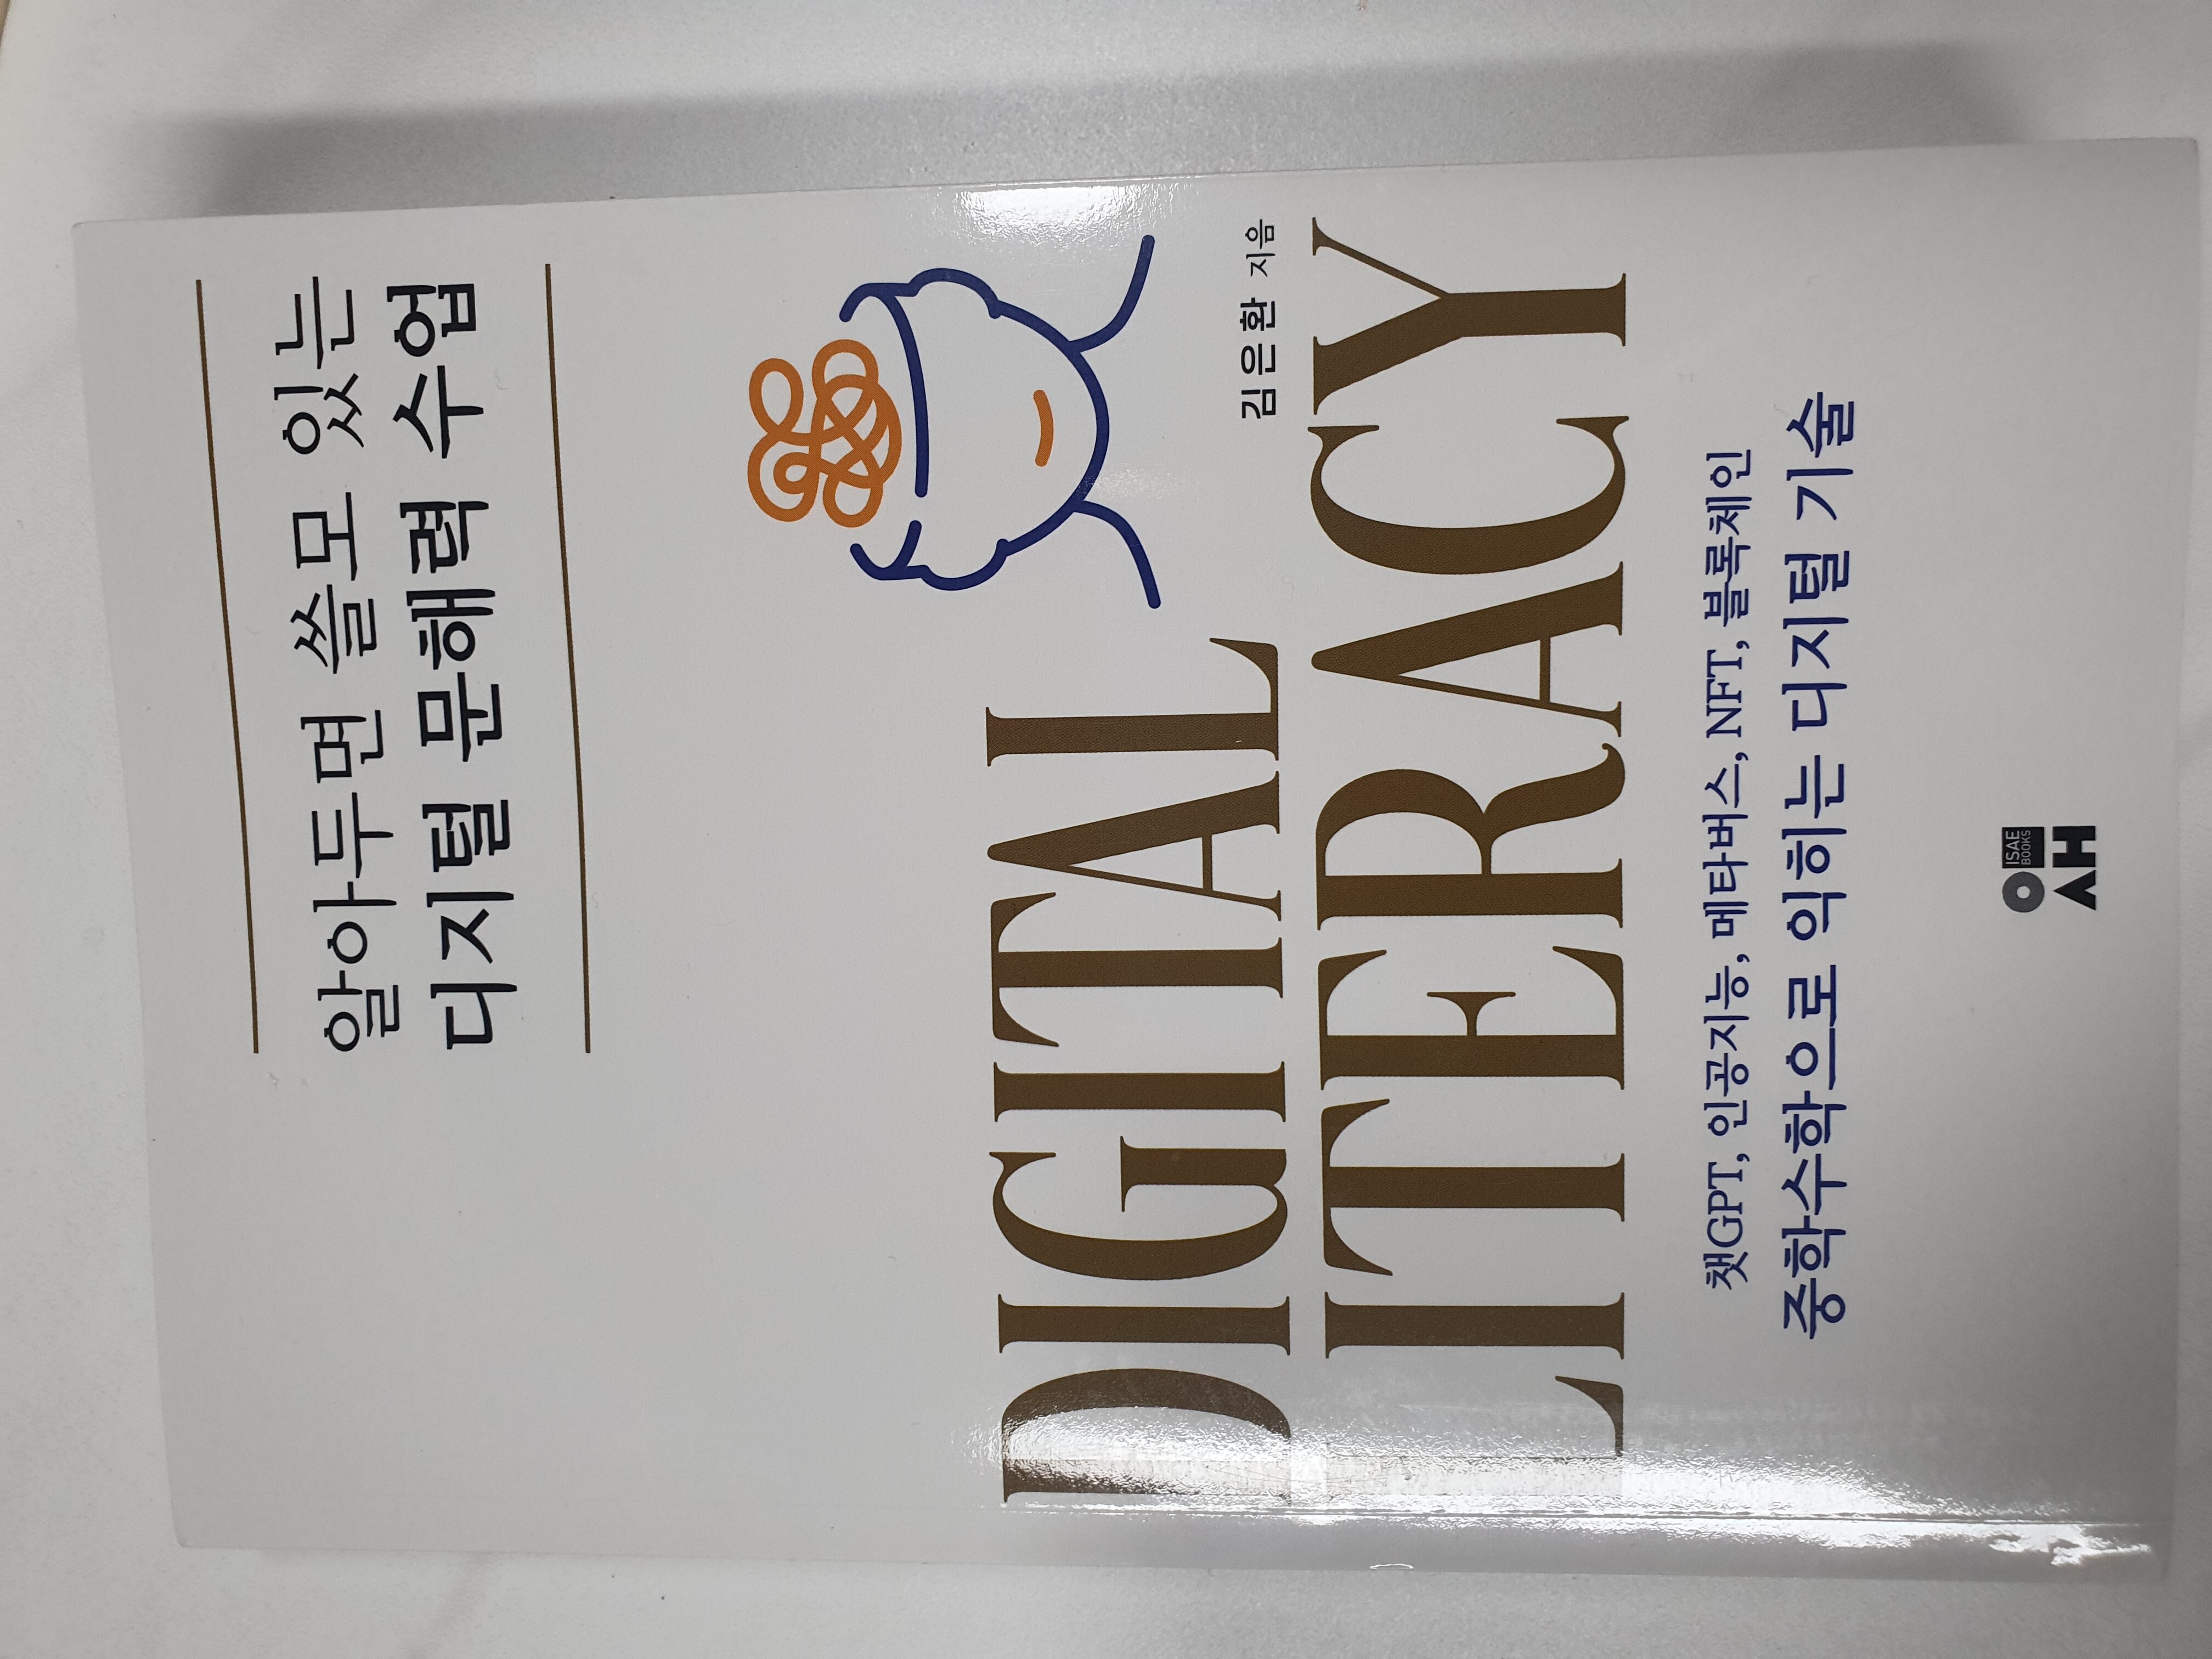 알아두면 쓸모 있는
디지털 문해력 수업
김은환 지음
DIGITAL
LITERACY
챗GPT, 인공지능, 메타버스, NFT, 블록체인
중학수학으로 익히는 디지털 기술
ISAE
BOOKS